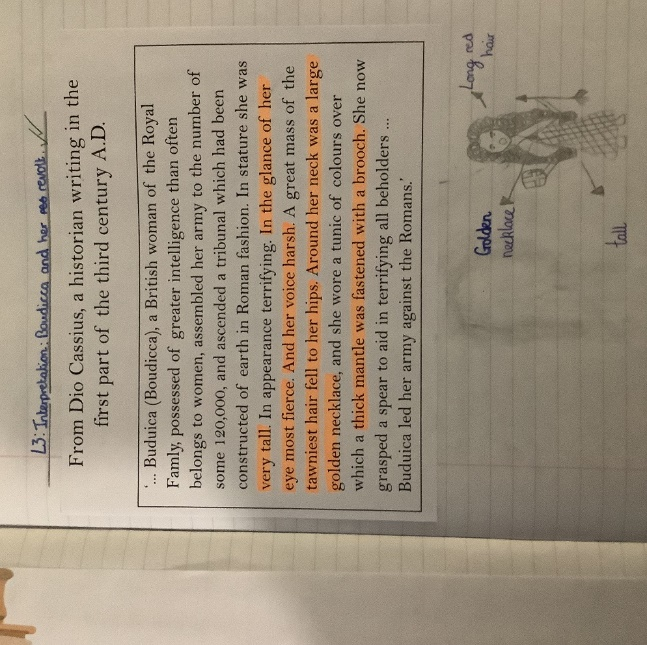 L3: Interpretation: Boudicca and her revolt.
From Dio Cassius, a historian writing in the
first part of the third century A.D.
'... Buduica (Boudicca), a British woman of the Royal
Famly, possessed of greater intelligence than often
belongs to women, assembled her army to the number of
some 120,000, and ascended a tribunal which had been
constructed of earth in Roman fashion. In stature she was
very tall. In appearance terrifying. In the glance of her
eye most fierce. And her voice harsh. A great mass of the
tawniest hair fell to her hips. Around her neck was a large
golden necklace, and she wore a tunic of colours over
which a thick mantle was fastened with a brooch. She now
grasped a spear to aid in terrifying all beholders ...
Buduica led her army against the Romans.'
Long red
hair
Golden
necklace
tall